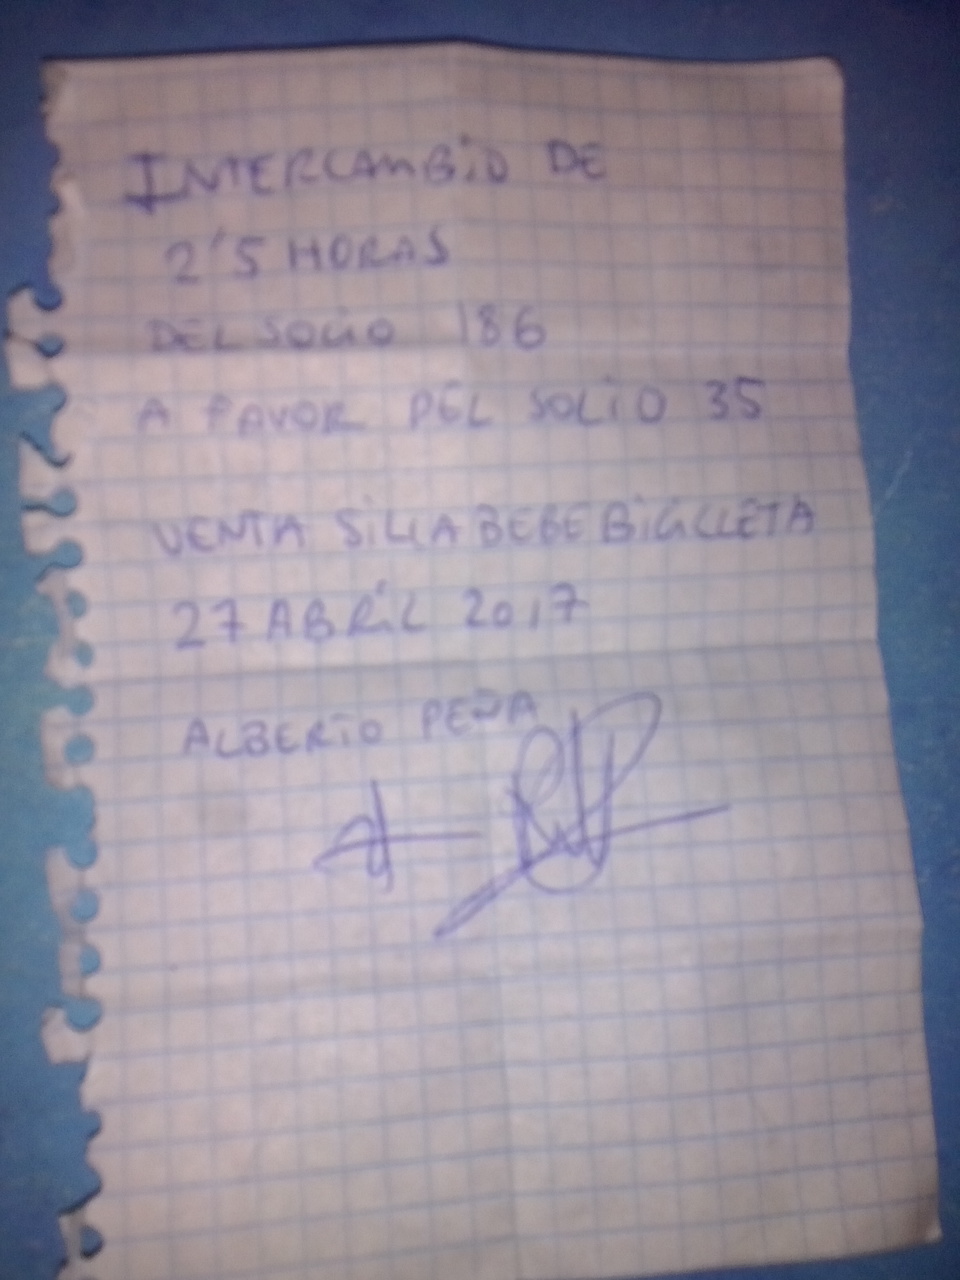 INTERCAMBIO DE
2'5 HORAS
DEL SOCIO 186
A FAVOR DEL SOCIO 35
VENTA SILLA BEBE BICICLETA
27 ABRIL 2017
ALBERTO PEÑA